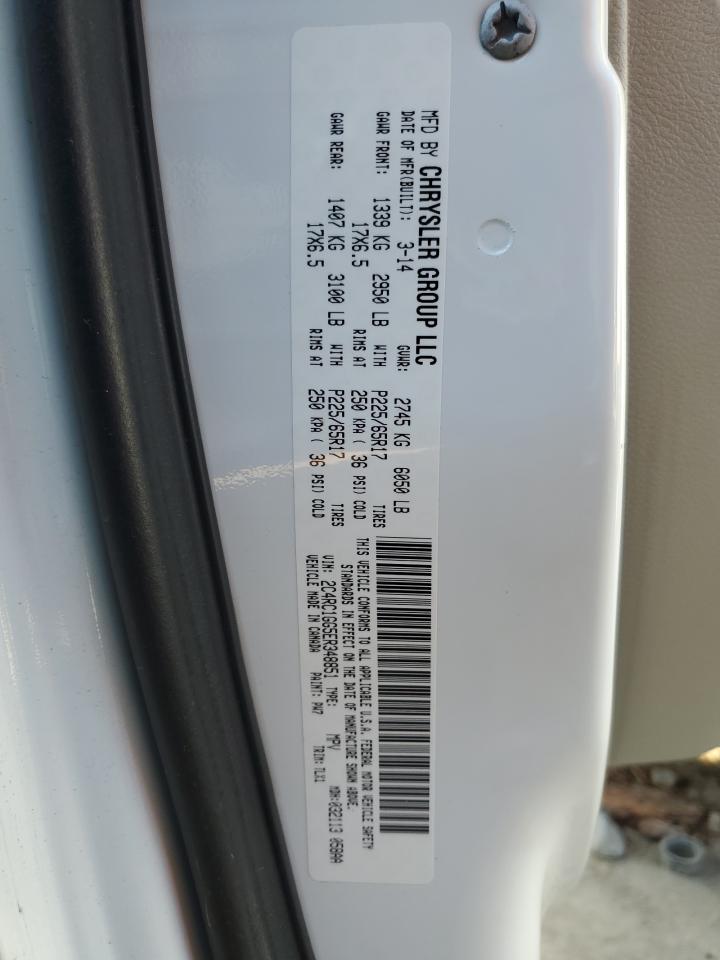 MFD BY CHRYSLER GROUP LLC
DATE OF MFR(BUILT): 3-14 GVWR: 2745 KG 6050 LB
GAWR FRONT: 1339 KG 2950 LB WITH P225/65R17 TIRES
17X6.5 RIMS AT 250 KPA ( 36 PSI) COLD
GAWR REAR: 1407 KG 3100 LB WITH P225/65R17 TIRES
17X6.5 RIMS AT 250 KPA ( 36 PSI) COLD
THIS VEHICLE CONFORMS TO ALL APPLICABLE U.S.A. FEDERAL MOTOR VEHICLE SAFETY
STANDARDS IN EFFECT ON THE DATE OF MANUFACTURE SHOWN ABOVE.
VIN: 2C4RC1GG5ER348851 TYPE: MPV MDH:032113 058AA
VEHICLE MADE IN CANADA PAINT: PW7 TRIM: TLX1